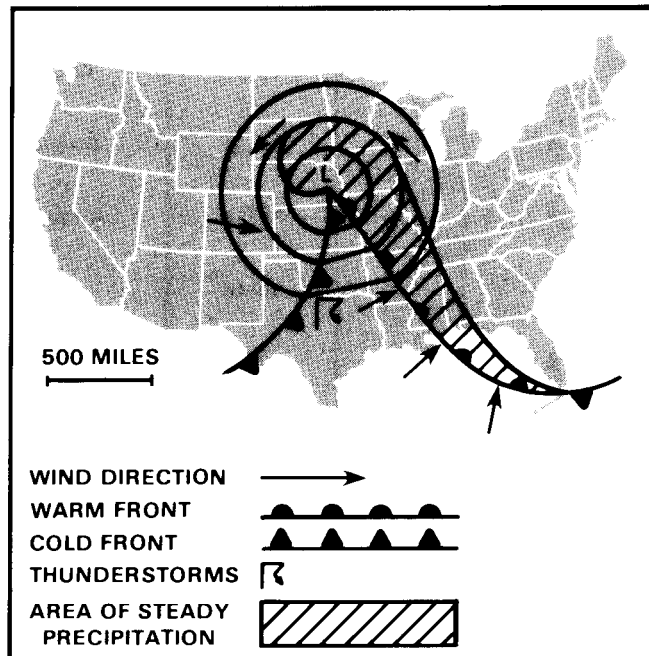 L
500 MILES
WIND DIRECTION
WARM FRONT
COLD FRONT
THUNDERSTORMS
AREA OF STEADY
PRECIPITATION